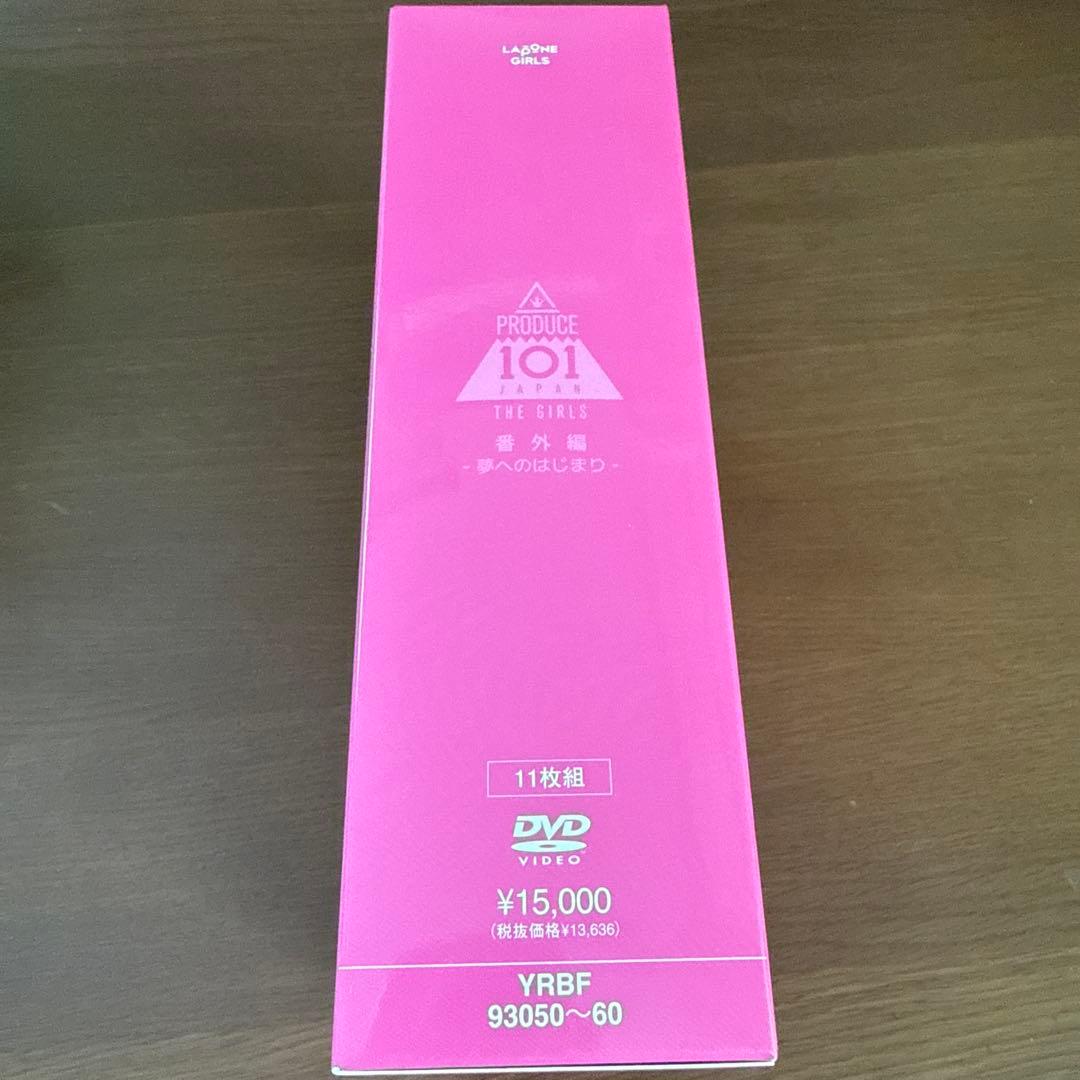 LAPONE
GIRLS
PRODUCE
101
JAPAN
THE GIRLS
番外編
-夢へのはじまり-
11枚組
DVD
VIDEO
¥15,000
(税抜価格¥13,636)
YRBF
93050〜60